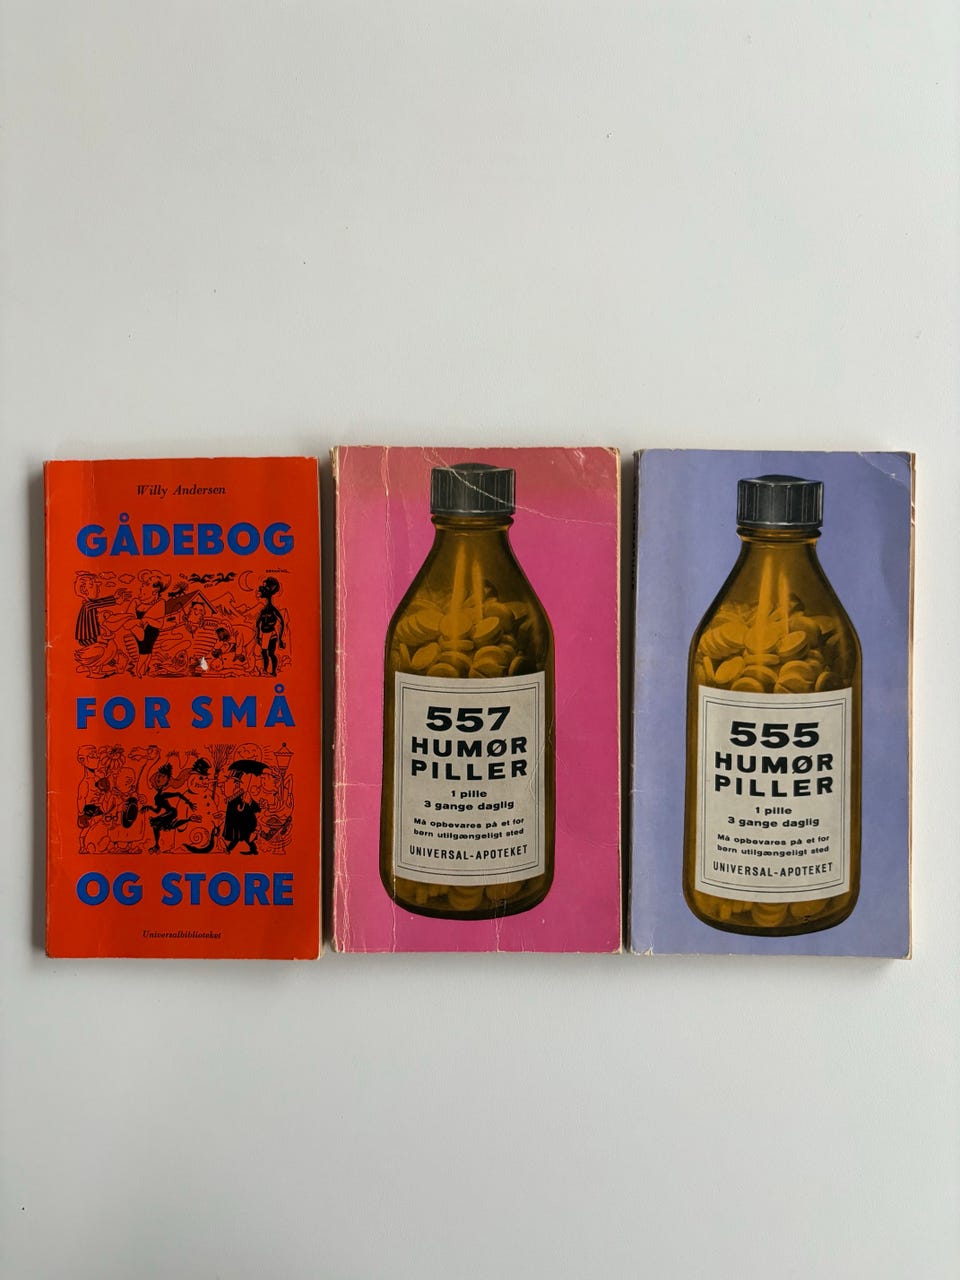 Willy Andersen
GÅDEBOG
FOR SMÅ
OG STORE
Universalbiblioteket
557
HUMØR
PILLER
1 pille
3 gange daglig
Må opbevares på et for
børn utilgængeligt sted
UNIVERSAL-APOTEKET
555
HUMØR
PILLER
1 pille
3 gange daglig
Må opbevares på et for
børn utilgængeligt sted
UNIVERSAL-APOTEKET